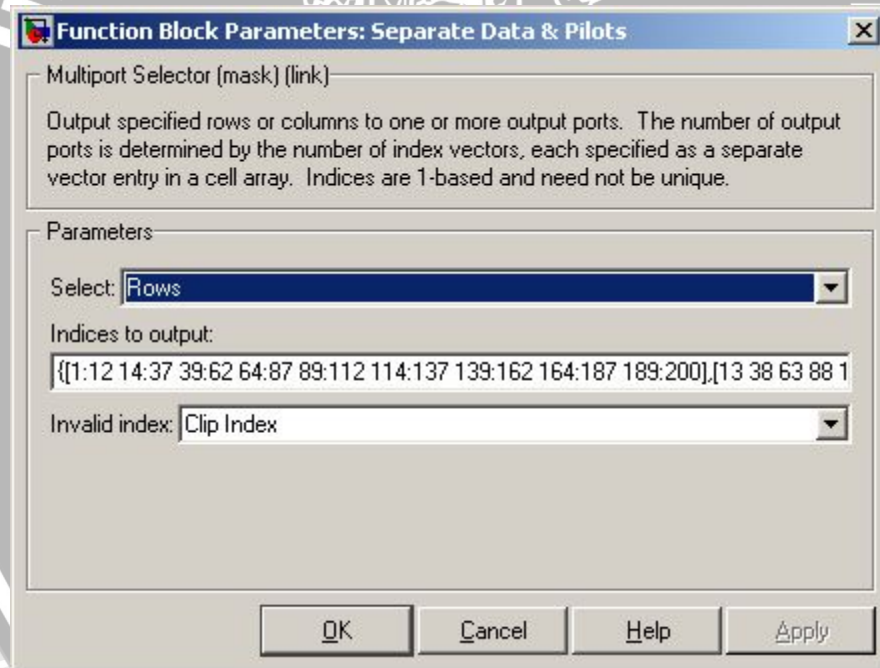 Function Block Parameters: Separate Data & Pilots
Multiport Selector (mask) (link)
Output specified rows or columns to one or more output ports. The number of output
ports is determined by the number of index vectors, each specified as a separate
vector entry in a cell array. Indices are 1-based and need not be unique.
Parameters
Select: Rows
Indices to output:
{[1:12 14:37 39:62 64:87 89:112 114:137 139:162 164:187 189:200],[13 38 63 88 1
Invalid index: Clip Index
OK Cancel Help Apply